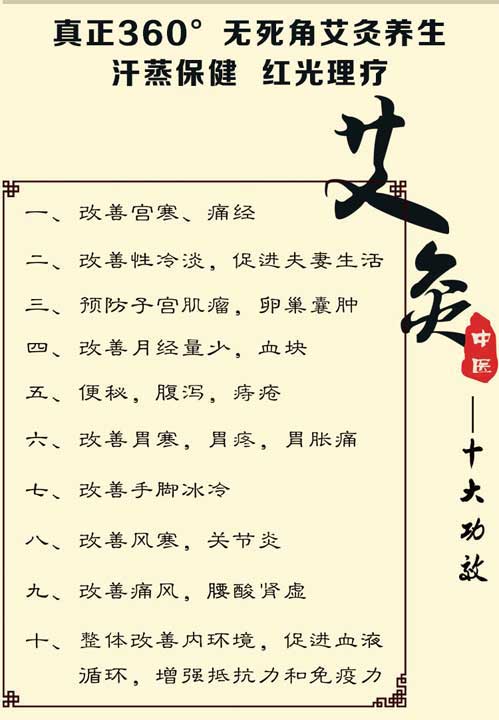 真正360°无死角艾灸养生
汗蒸保健 红光理疗
艾灸
中医
——十大功效
一、改善宫寒、痛经
二、改善性冷淡，促进夫妻生活
三、预防子宫肌瘤，卵巢囊肿
四、改善月经量少，血块
五、便秘，腹泻，痔疮
六、改善胃寒，胃疼，胃胀痛
七、改善手脚冰冷
八、改善风寒，关节炎
九、改善痛风，腰酸肾虚
十、整体改善内环境，促进血液
循环，增强抵抗力和免疫力